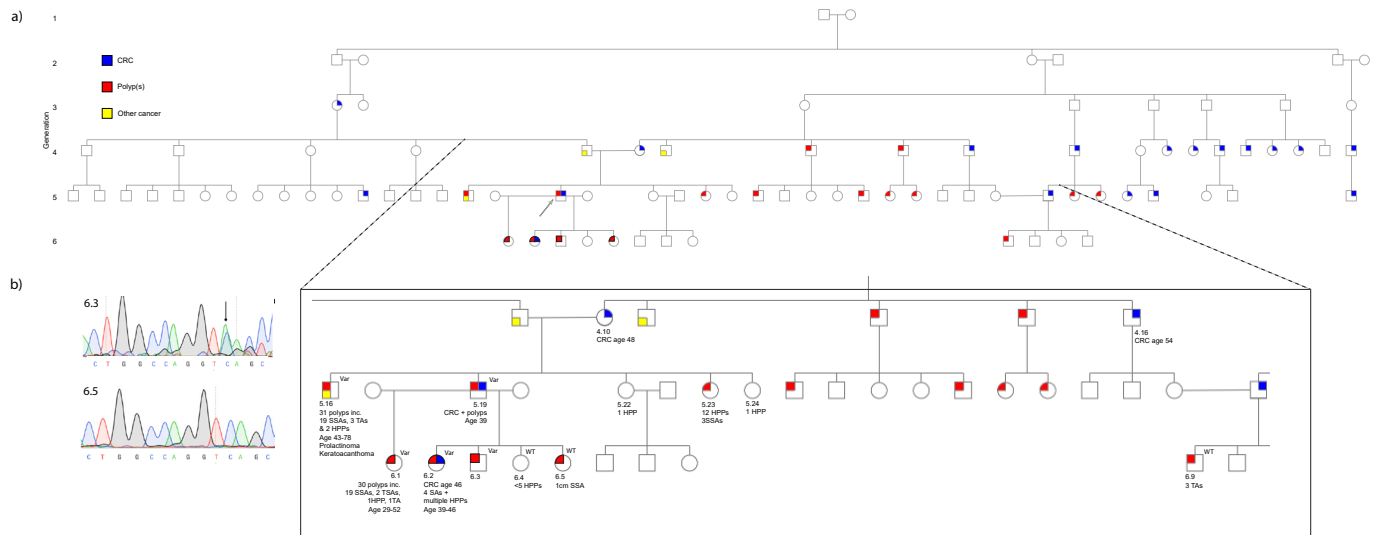 a)
1
CRC
2
Polyp(s)
Other cancer
3
Generation
4
5
6
b)
6.3
C T G G C C A G G T C A G C
6.5
C T G G C C A G G T C A G C
4.10
CRC age 48
4.16
CRC age 54
Var
5.16
31 polyps inc.
19 SSAs, 3 TAs
& 2 HPPs
Age 43-78
Prolactinoma
Keratoacanthoma
Var
5.19
CRC + polyps
Age 39
5.22
1 HPP
5.23
12 HPPs
3SSAs
5.24
1 HPP
Var
6.1
30 polyps inc.
19 SSAs, 2 TSAs,
1HPP, 1TA
Age 29-52
Var
6.2
CRC age 46
4 SAs +
multiple HPPs
Age 39-46
Var
6.3
WT
6.4
<5 HPPs
WT
6.5
1cm SSA
WT
6.9
3 TAs